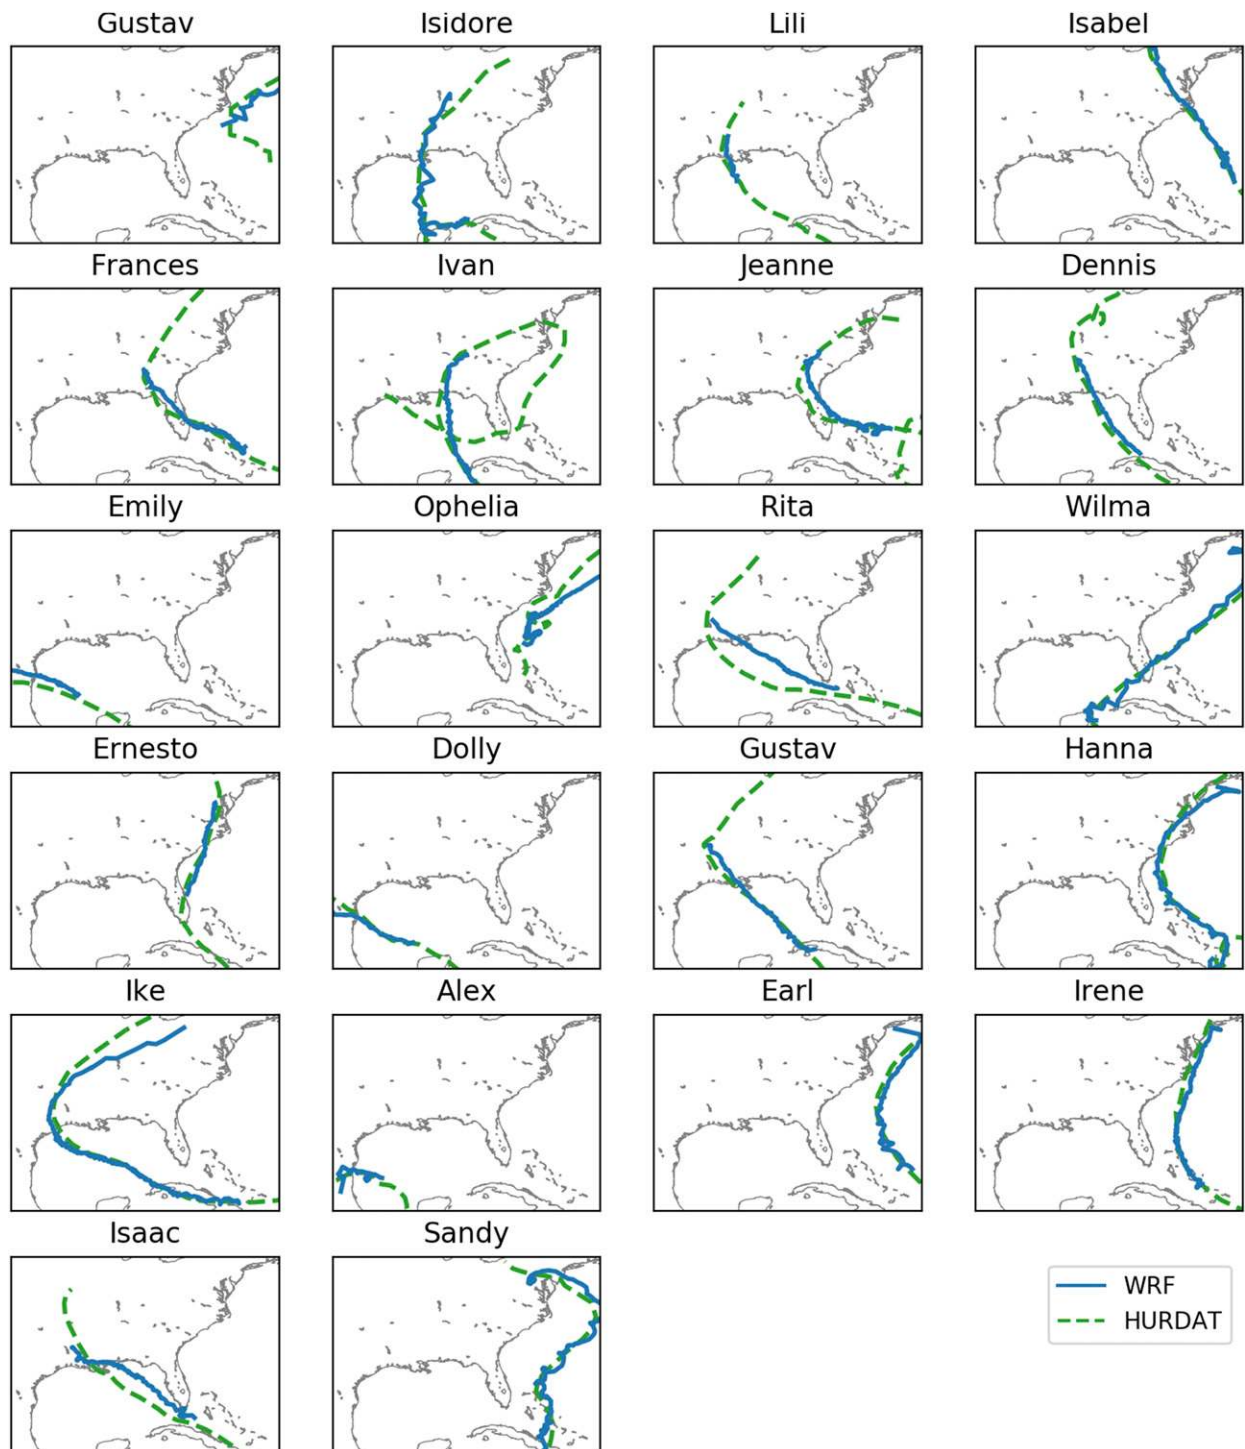 Gustav Isidore Lili Isabel
Frances Ivan Jeanne Dennis
Emily Ophelia Rita Wilma
Ernesto Dolly Gustav Hanna
Ike Alex Earl Irene
Isaac Sandy
WRF
HURDAT